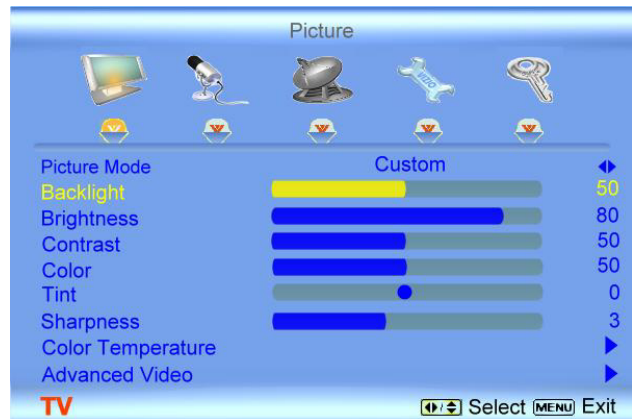 Picture
VIZIO
Picture Mode Custom
Backlight 50
Brightness 80
Contrast 50
Color 50
Tint 0
Sharpness 3
Color Temperature
Advanced Video
TV Select MENU Exit